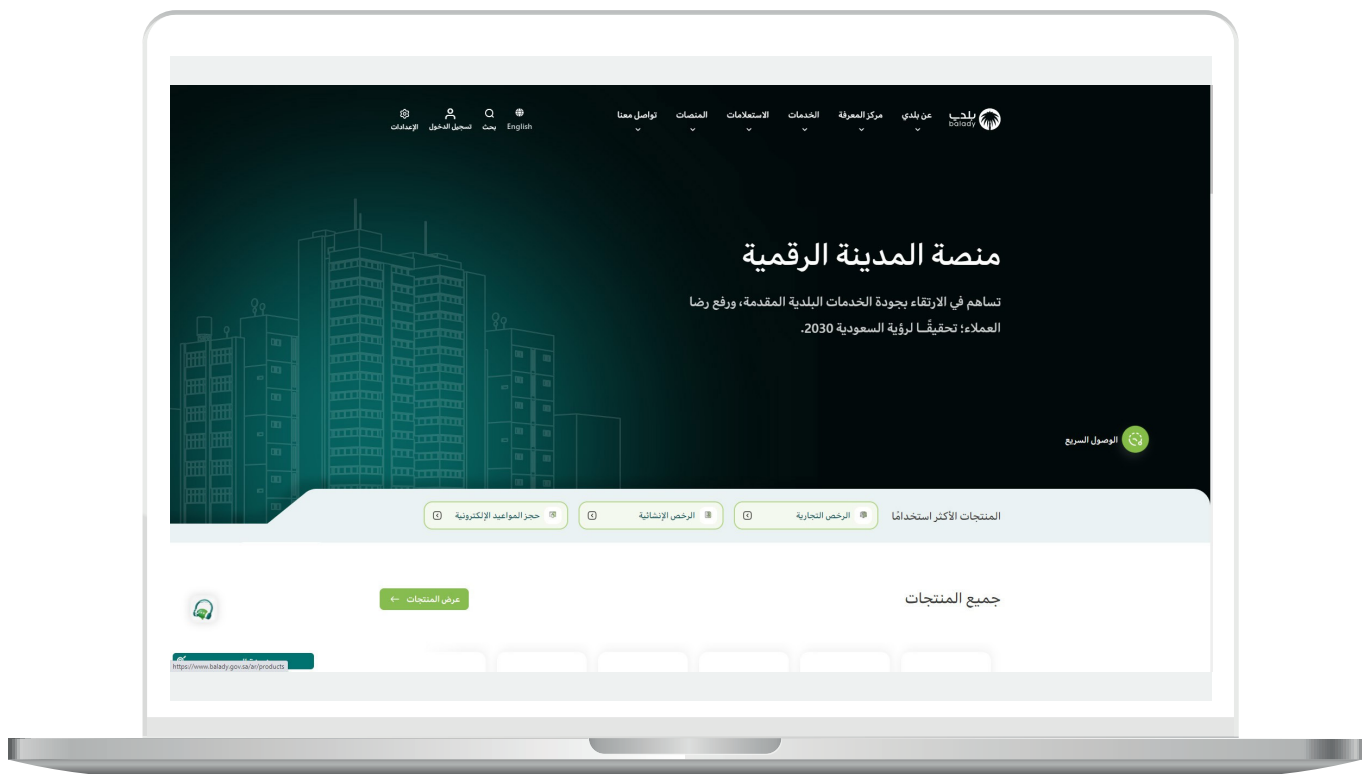 بلدي
balady
عن بلدي
مركز المعرفة
الخدمات
الاستعلامات
المنصات
تواصل معنا
English
بحث
تسجيل الدخول
الإعدادات
منصة المدينة الرقمية
تساهم في الارتقاء بجودة الخدمات البلدية المقدمة، ورفع رضا
العملاء؛ تحقيقًــا لرؤية السعودية 2030.
الوصول السريع
المنتجات الأكثر استخدامًا
الرخص التجارية
الرخص الإنشائية
حجز المواعيد الإلكترونية
جميع المنتجات
عرض المنتجات ←
https://www.balady.gov.sa/ar/products